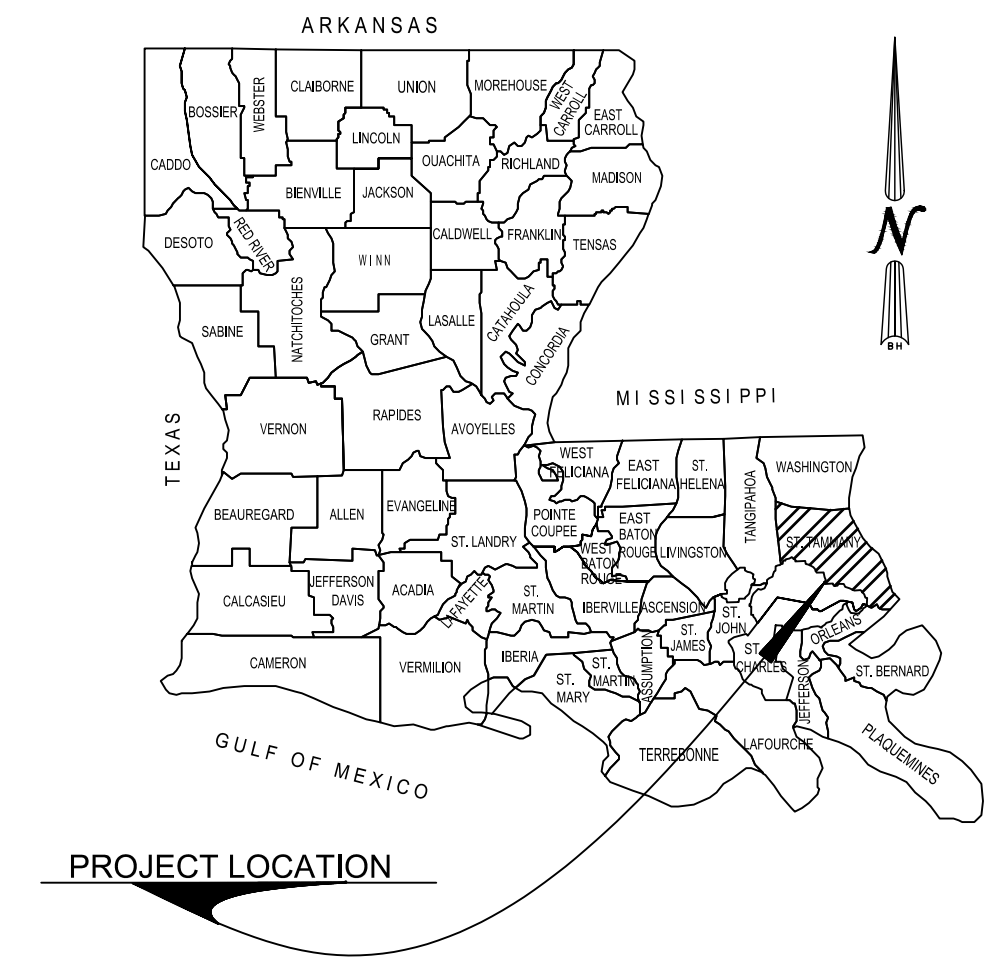 ARKANSAS
CADDO
BOSSIER
WEBSTER
CLAIBORNE
UNION
MOREHOUSE
WEST
CARROLL
EAST
CARROLL
LINCOLN
OUACHITA
RICHLAND
MADISON
BIENVILLE
JACKSON
DESOTO
RED RIVER
CALDWELL
FRANKLIN
TENSAS
WINN
NATCHITOCHES
SABINE
GRANT
LASALLE
CATAHOULA
CONCORDIA
N
BH
TEXAS
MISSISSIPPI
VERNON
RAPIDES
AVOYELLES
WEST
FELICIANA
EAST
FELICIANA
ST.
HELENA
TANGIPAHOA
WASHINGTON
BEAUREGARD
ALLEN
EVANGELINE
ST. LANDRY
POINTE
COUPEE
WEST
BATON
ROUGE
EAST
BATON
ROUGE
LIVINGSTON
ST. TAMMANY
CALCASIEU
JEFFERSON
DAVIS
ACADIA
LAFAYETTE
ST.
MARTIN
IBERVILLE
ASCENSION
ST.
JAMES
ST.
JOHN
ST.
CHARLES
ORLEANS
CAMERON
VERMILION
IBERIA
ST.
MARTIN
ST.
MARY
ASSUMPTION
JEFFERSON
ST. BERNARD
PLAQUEMINES
TERREBONNE
LAFOURCHE
GULF OF MEXICO
PROJECT LOCATION